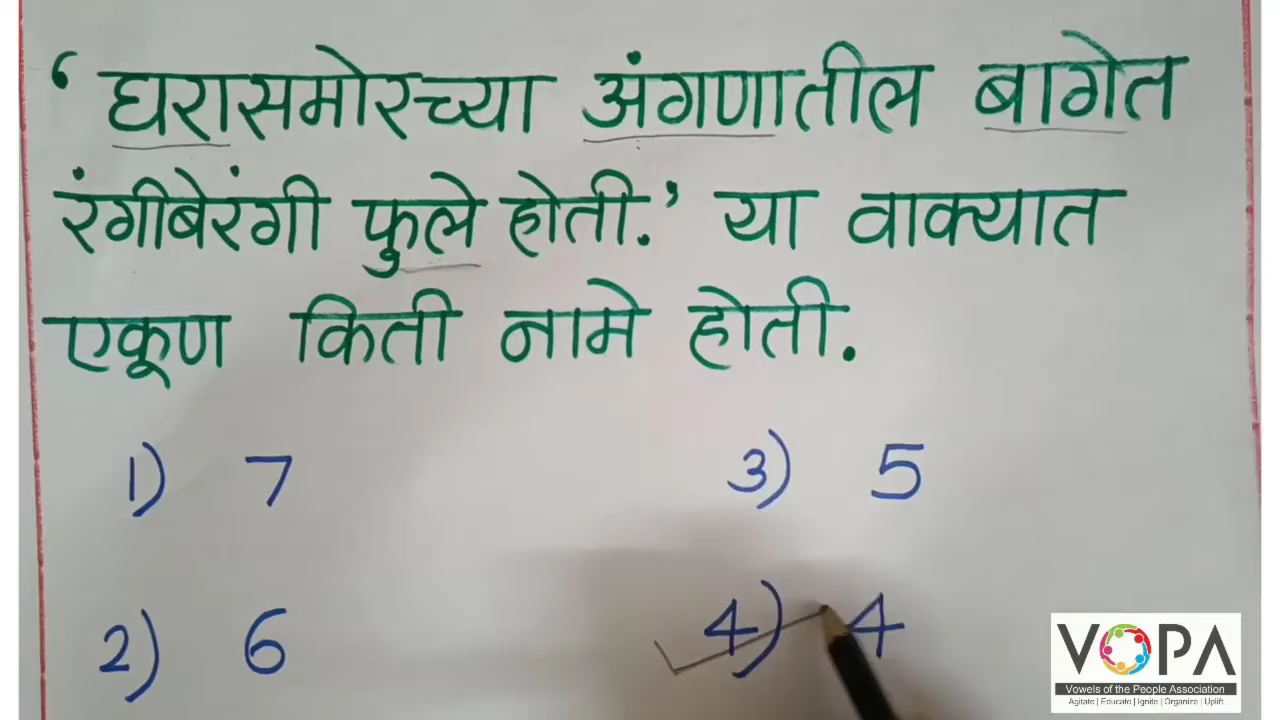 ‘ घरासमोरच्या अंगणातील बागेत
रंगीबेरंगी फुले होती.’ या वाक्यात
एकूण किती नामे होती.
1) 7
3) 5
2) 6
4) 4
VOPA
Vowels of the People Association
Agitate | Educate | Ignite | Organize | Uplift...